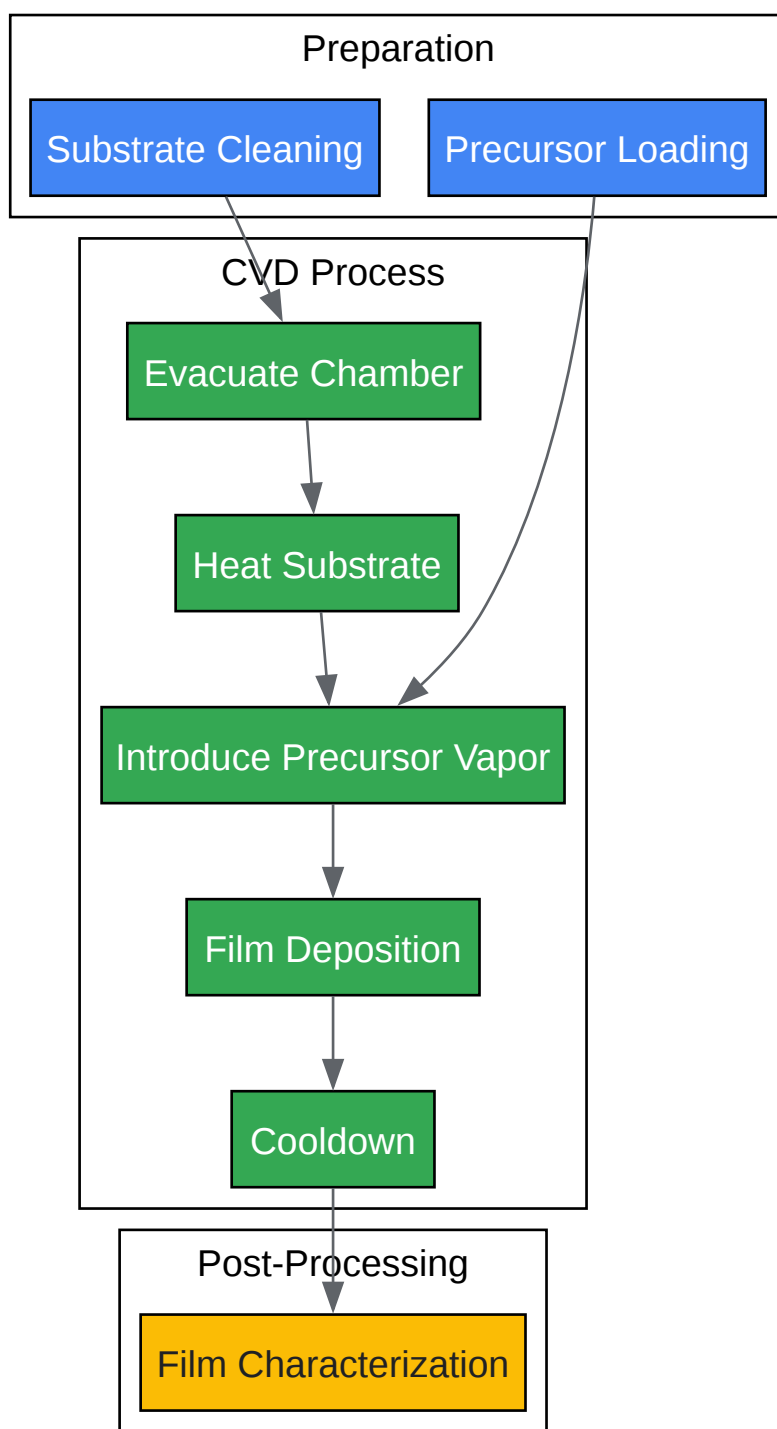 Preparation
Substrate Cleaning
Precursor Loading
CVD Process
Evacuate Chamber
Heat Substrate
Introduce Precursor Vapor
Film Deposition
Cooldown
Post-Processing
Film Characterization